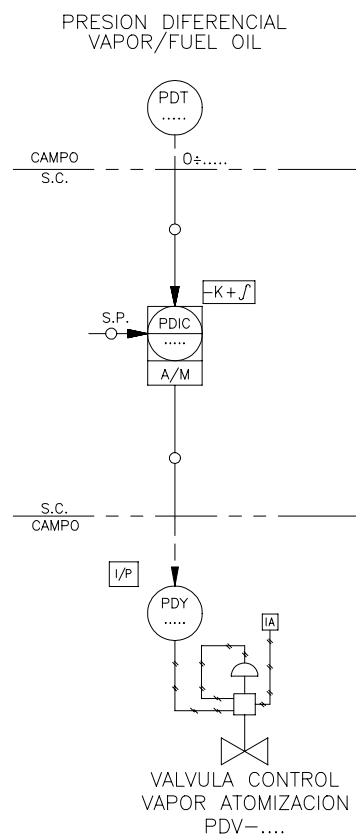 PRESION DIFERENCIAL
VAPOR/FUEL OIL
PDT
.....
CAMPO
0÷.....
S.C.
-K+∫
S.P.
PDIC
.....
A/M
S.C.
CAMPO
I/P
PDY
.....
IA
VALVULA CONTROL
VAPOR ATOMIZACION
PDV-....